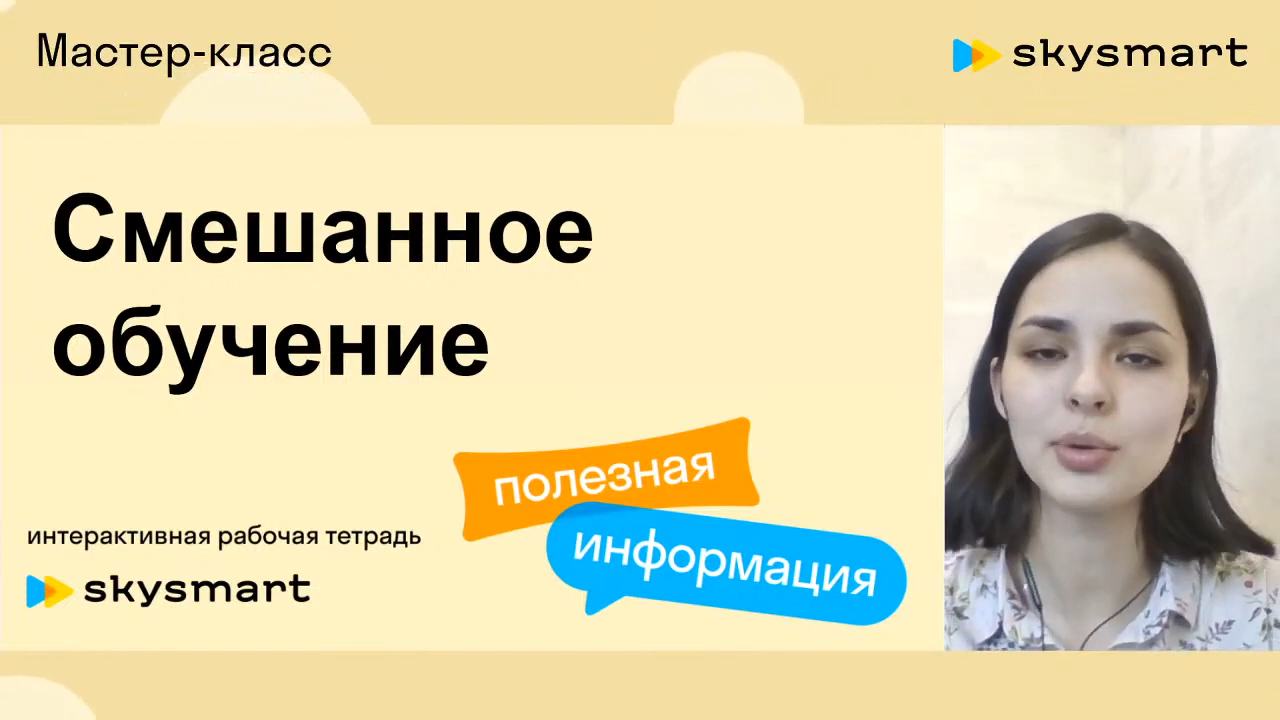 Мастер-класс
skysmart
Смешанное
обучение
полезная
информация
интерактивная рабочая тетрадь
skysmart